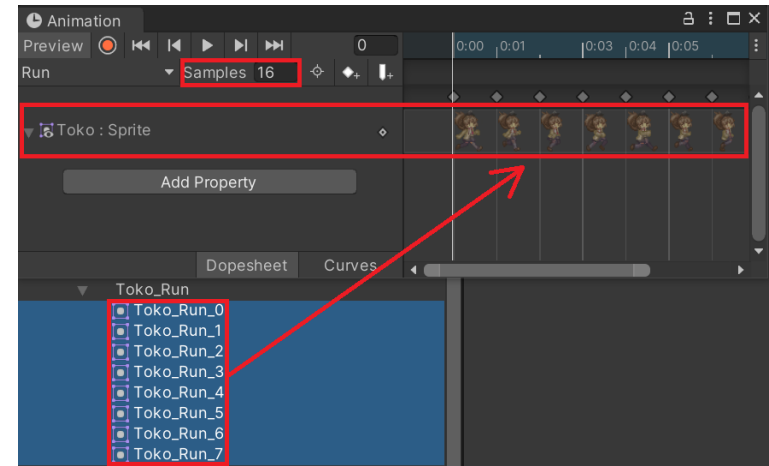 Animation
Preview 0 0:00 0:01 0:03 0:04 0:05
Run Samples 16
Toko : Sprite
Add Property
Dopesheet Curves
Toko_Run
Toko_Run_0
Toko_Run_1
Toko_Run_2
Toko_Run_3
Toko_Run_4
Toko_Run_5
Toko_Run_6
Toko_Run_7